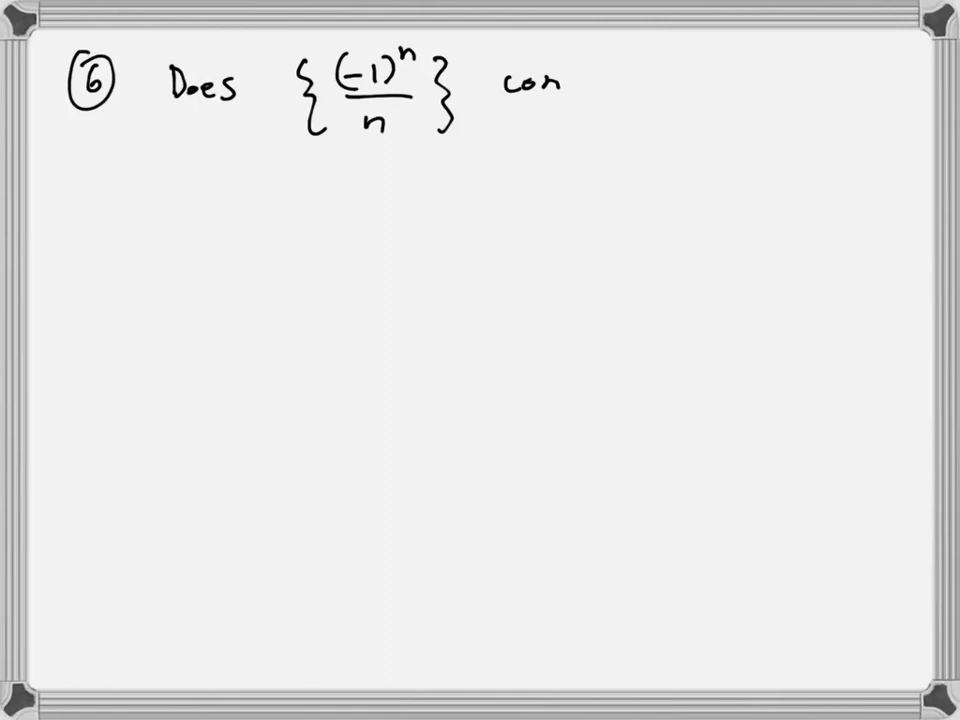 ⑥ Does { (-1)^n / n } con